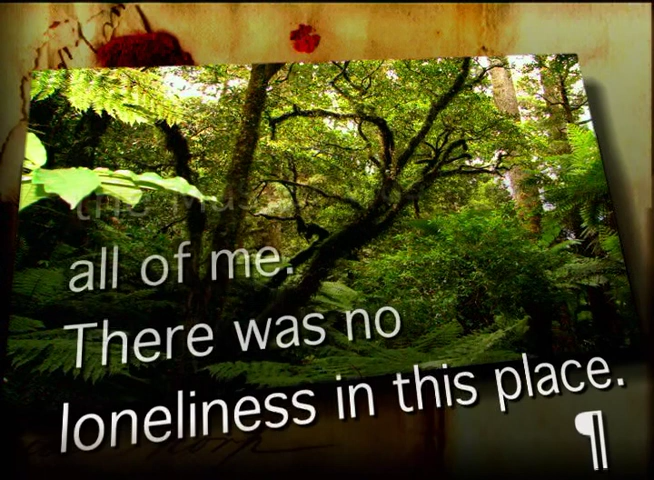 all of me.
There was no
loneliness in this place.
¶